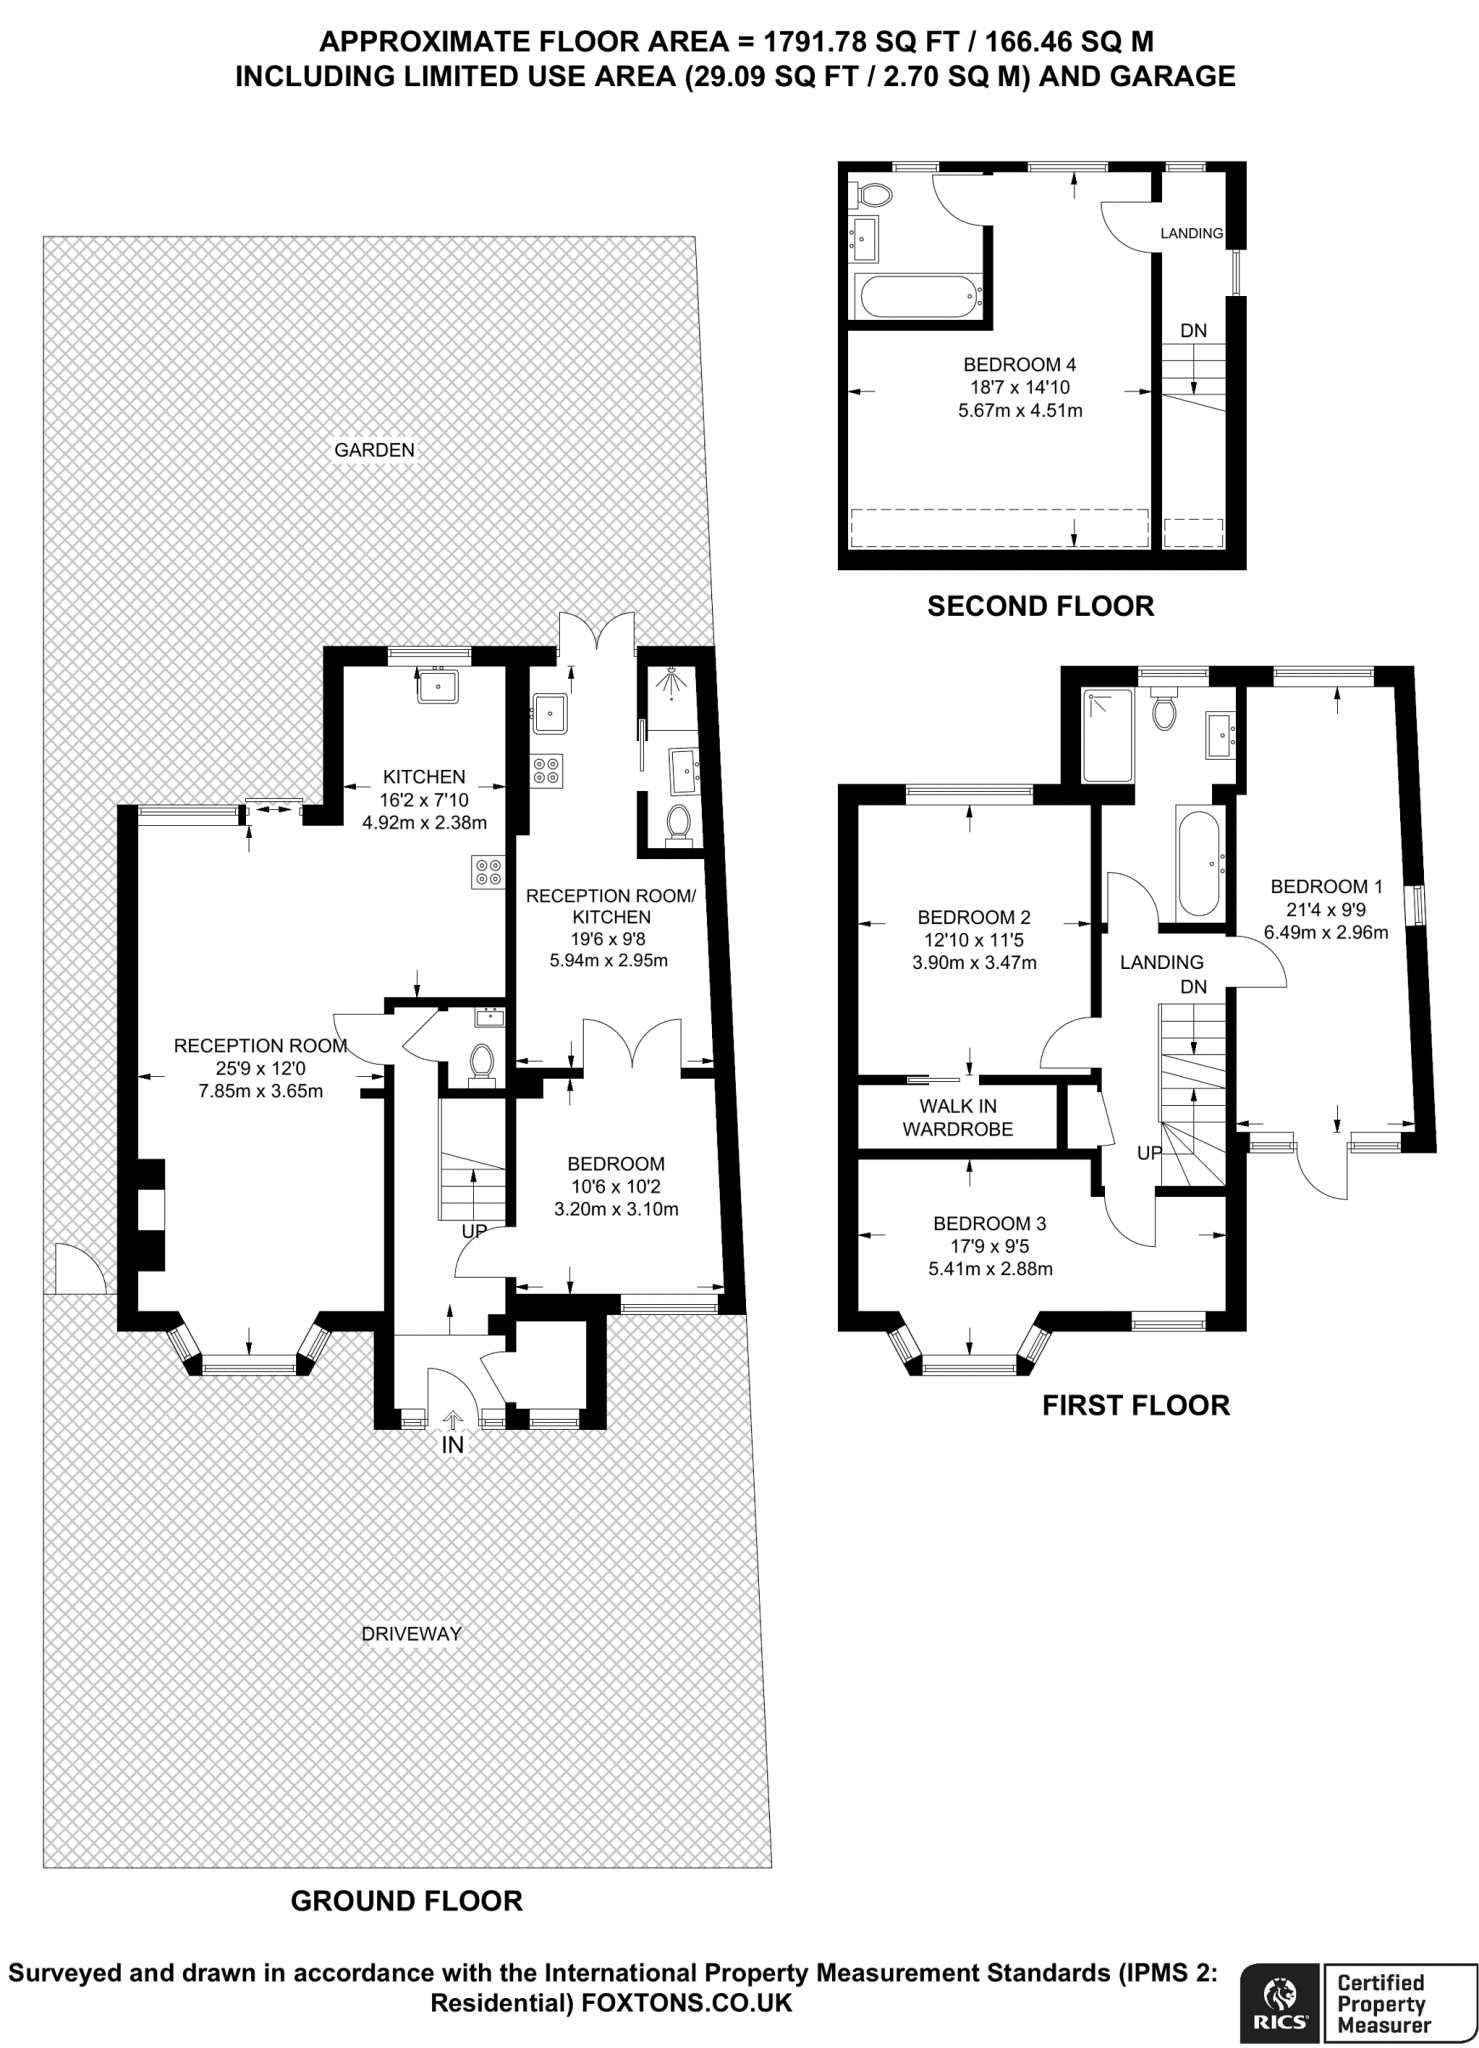 APPROXIMATE FLOOR AREA = 1791.78 SQ FT / 166.46 SQ M
INCLUDING LIMITED USE AREA (29.09 SQ FT / 2.70 SQ M) AND GARAGE
LANDING
DN
BEDROOM 4
18'7 x 14'10
5.67m x 4.51m
SECOND FLOOR
GARDEN
KITCHEN
16'2 x 7'10
4.92m x 2.38m
RECEPTION ROOM/
KITCHEN
19'6 x 9'8
5.94m x 2.95m
RECEPTION ROOM
25'9 x 12'0
7.85m x 3.65m
BEDROOM
10'6 x 10'2
3.20m x 3.10m
UP
IN
DRIVEWAY
GROUND FLOOR
BEDROOM 1
21'4 x 9'9
6.49m x 2.96m
BEDROOM 2
12'10 x 11'5
3.90m x 3.47m
LANDING
DN
WALK IN
WARDROBE
UP
BEDROOM 3
17'9 x 9'5
5.41m x 2.88m
FIRST FLOOR
Surveyed and drawn in accordance with the International Property Measurement Standards (IPMS 2:
Residential) FOXTONS.CO.UK
RICS
Certified
Property
Measurer